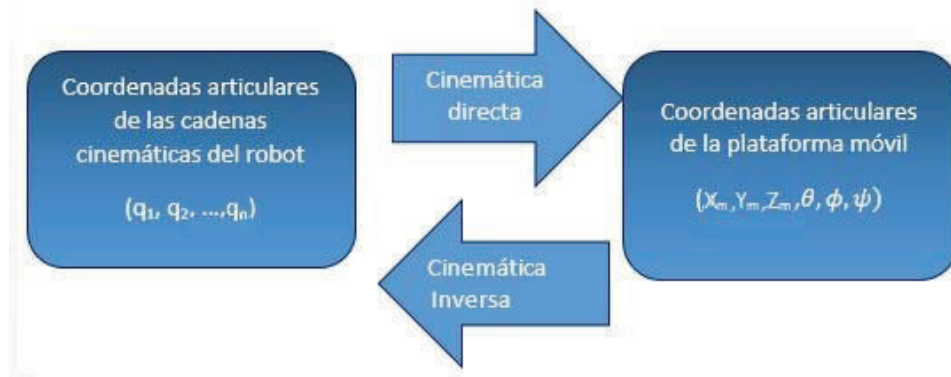 Coordenadas articulares
de las cadenas
cinemáticas del robot
(q₁, q₂, ...,qₙ)
Cinemática
directa
Coordenadas articulares
de la plataforma móvil
(Xₘ,Yₘ,Zₘ,θ,ϕ,ψ)
Cinemática
Inversa